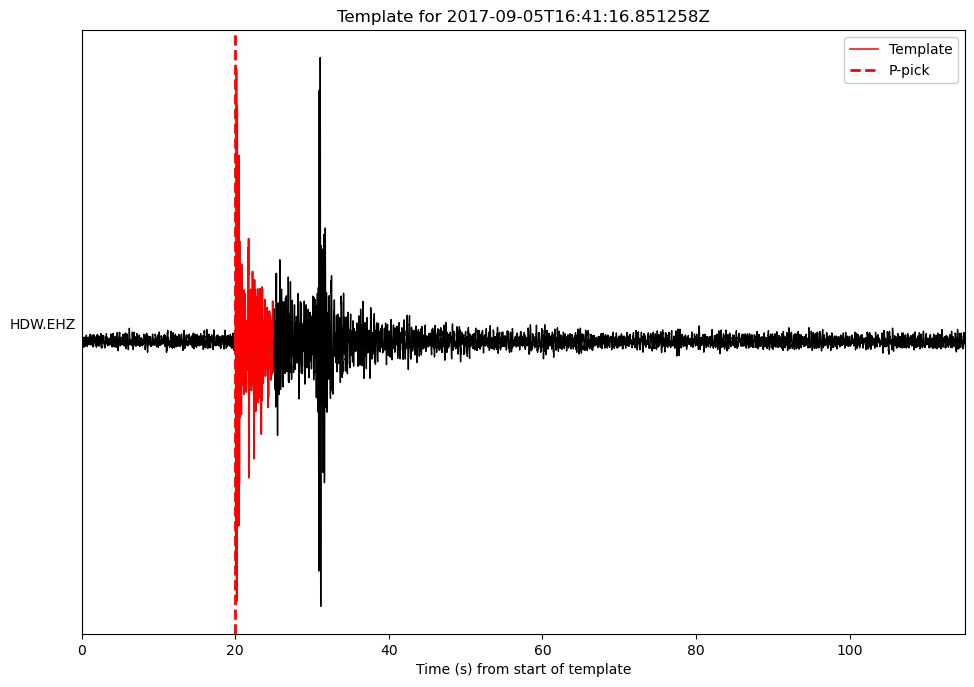 Template for 2017-09-05T16:41:16.851258Z
Template
P-pick
HDW.EHZ
0 20 40 60 80 100
Time (s) from start of template